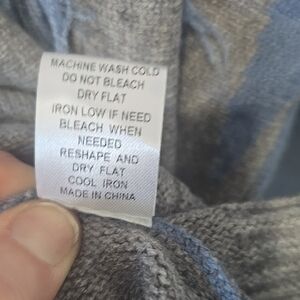 MACHINE WASH COLD
DO NOT BLEACH
DRY FLAT
IRON LOW IF NEED
BLEACH WHEN
NEEDED
RESHAPE AND
DRY FLAT
COOL IRON
MADE IN CHINA